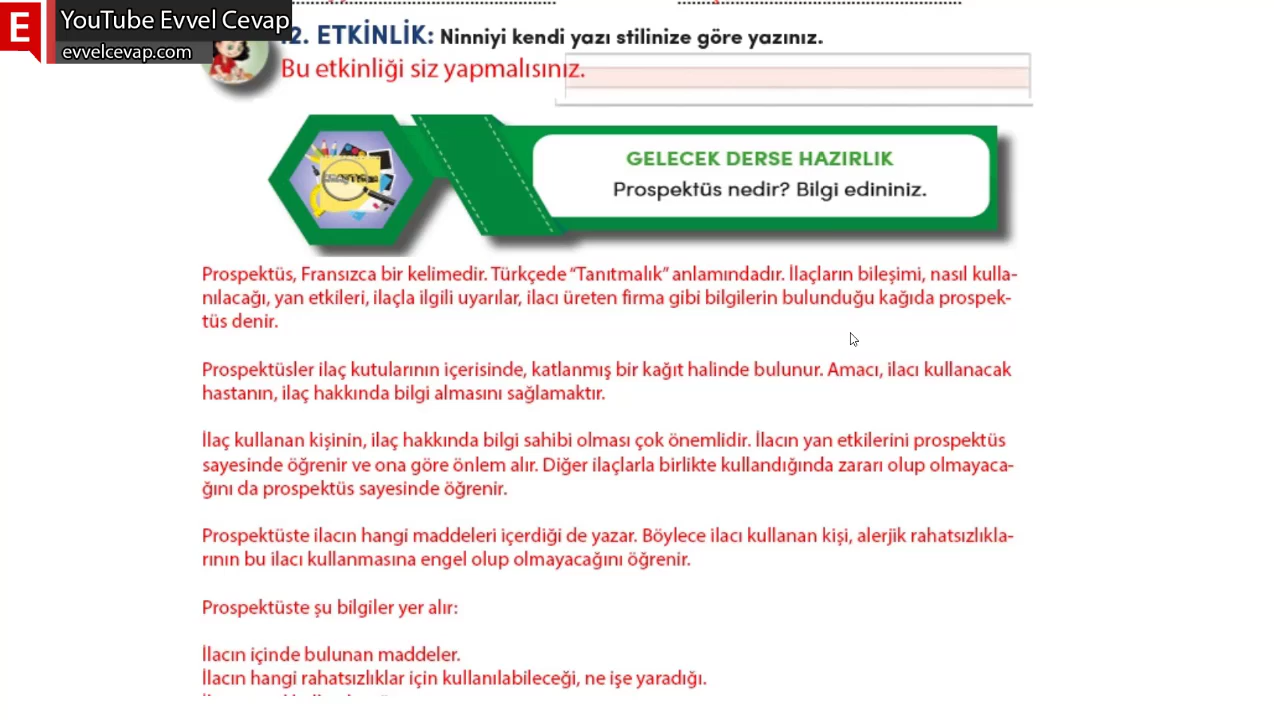 E
YouTube Evvel Cevap
evvelcevap.com
12. ETKİNLİK: Ninniyi kendi yazı stilinize göre yazınız.
Bu etkinliği siz yapmalısınız.
GELECEK DERSE HAZIRLIK
Prospektüs nedir? Bilgi edininiz.
Prospektüs, Fransızca bir kelimedir. Türkçede “Tanıtmalık” anlamındadır. İlaçların bileşimi, nasıl kulla-
nılacağı, yan etkileri, ilaçla ilgili uyarılar, ilacı üreten firma gibi bilgilerin bulunduğu kağıda prospek-
tüs denir.
Prospektüsler ilaç kutularının içerisinde, katlanmış bir kağıt halinde bulunur. Amacı, ilacı kullanacak
hastanın, ilaç hakkında bilgi almasını sağlamaktır.
İlaç kullanan kişinin, ilaç hakkında bilgi sahibi olması çok önemlidir. İlacın yan etkilerini prospektüs
sayesinde öğrenir ve ona göre önlem alır. Diğer ilaçlarla birlikte kullandığında zararı olup olmayaca-
ğını da prospektüs sayesinde öğrenir.
Prospektüste ilacın hangi maddeleri içerdiği de yazar. Böylece ilacı kullanan kişi, alerjik rahatsızlıkla-
rının bu ilacı kullanmasına engel olup olmayacağını öğrenir.
Prospektüste şu bilgiler yer alır:
İlacın içinde bulunan maddeler.
İlacın hangi rahatsızlıklar için kullanılabileceği, ne işe yaradığı.